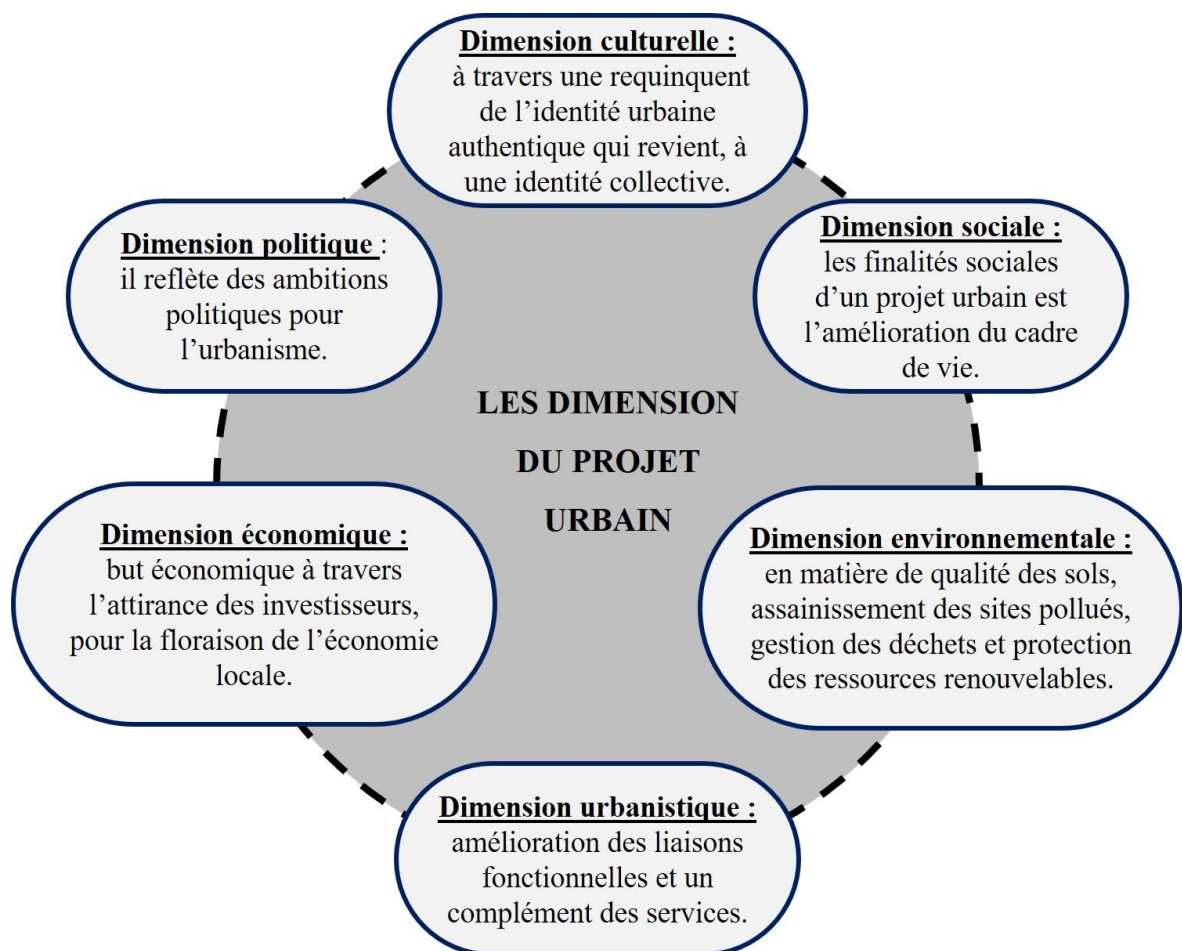 Dimension culturelle :
à travers une requinquent
de l’identité urbaine
authentique qui revient, à
une identité collective.
Dimension politique :
il reflète des ambitions
politiques pour
l’urbanisme.
Dimension sociale :
les finalités sociales
d’un projet urbain est
l’amélioration du cadre
de vie.
LES DIMENSION
DU PROJET
URBAIN
Dimension économique :
but économique à travers
l’attirance des investisseurs,
pour la floraison de l’économie
locale.
Dimension environnementale :
en matière de qualité des sols,
assainissement des sites pollués,
gestion des déchets et protection
des ressources renouvelables.
Dimension urbanistique :
amélioration des liaisons
fonctionnelles et un
complément des services.